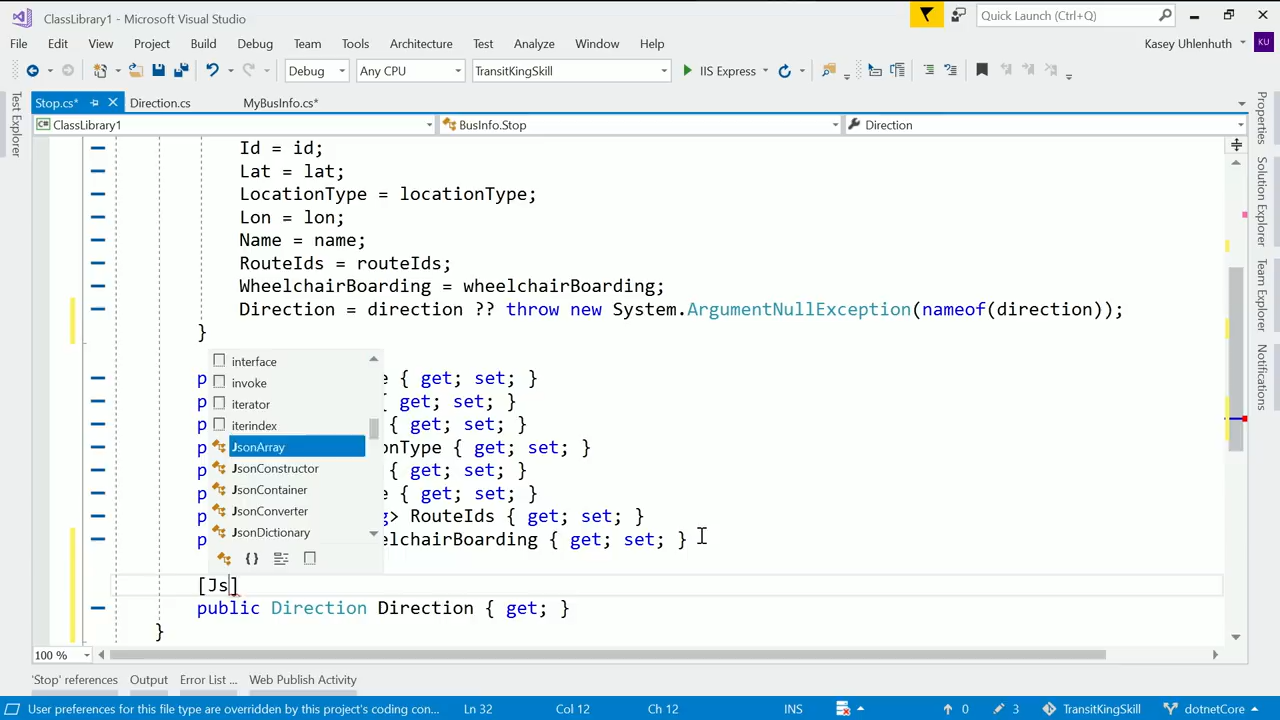 ClassLibrary1 - Microsoft Visual Studio
Quick Launch (Ctrl+Q)
File Edit View Project Build Debug Team Tools Architecture Test Analyze Window Help
Kasey Uhlenhuth KU
Debug Any CPU TransitKingSkill IIS Express
Stop.cs* Direction.cs MyBusInfo.cs*
C# ClassLibrary1 BusInfo.Stop Direction
Test Explorer
Properties
Solution Explorer
Team Explorer
Notifications
Id = id;
Lat = lat;
LocationType = locationType;
Lon = lon;
Name = name;
RouteIds = routeIds;
WheelchairBoarding = wheelchairBoarding;
Direction = direction ?? throw new System.ArgumentNullException(nameof(direction));
}
interface
invoke
iterator
iterindex
JsonArray
JsonConstructor
JsonContainer
JsonConverter
JsonDictionary
{}
p e { get; set; }
p { get; set; }
p { get; set; }
p onType { get; set; }
p { get; set; }
p e { get; set; }
p g> RouteIds { get; set; }
p elchairBoarding { get; set; }
[Js]
public Direction Direction { get; }
}
100 %
'Stop' references Output Error List ... Web Publish Activity
User preferences for this file type are overridden by this project's coding con... Ln 32 Col 12 Ch 12 INS 0 3 TransitKingSkill dotnetCore